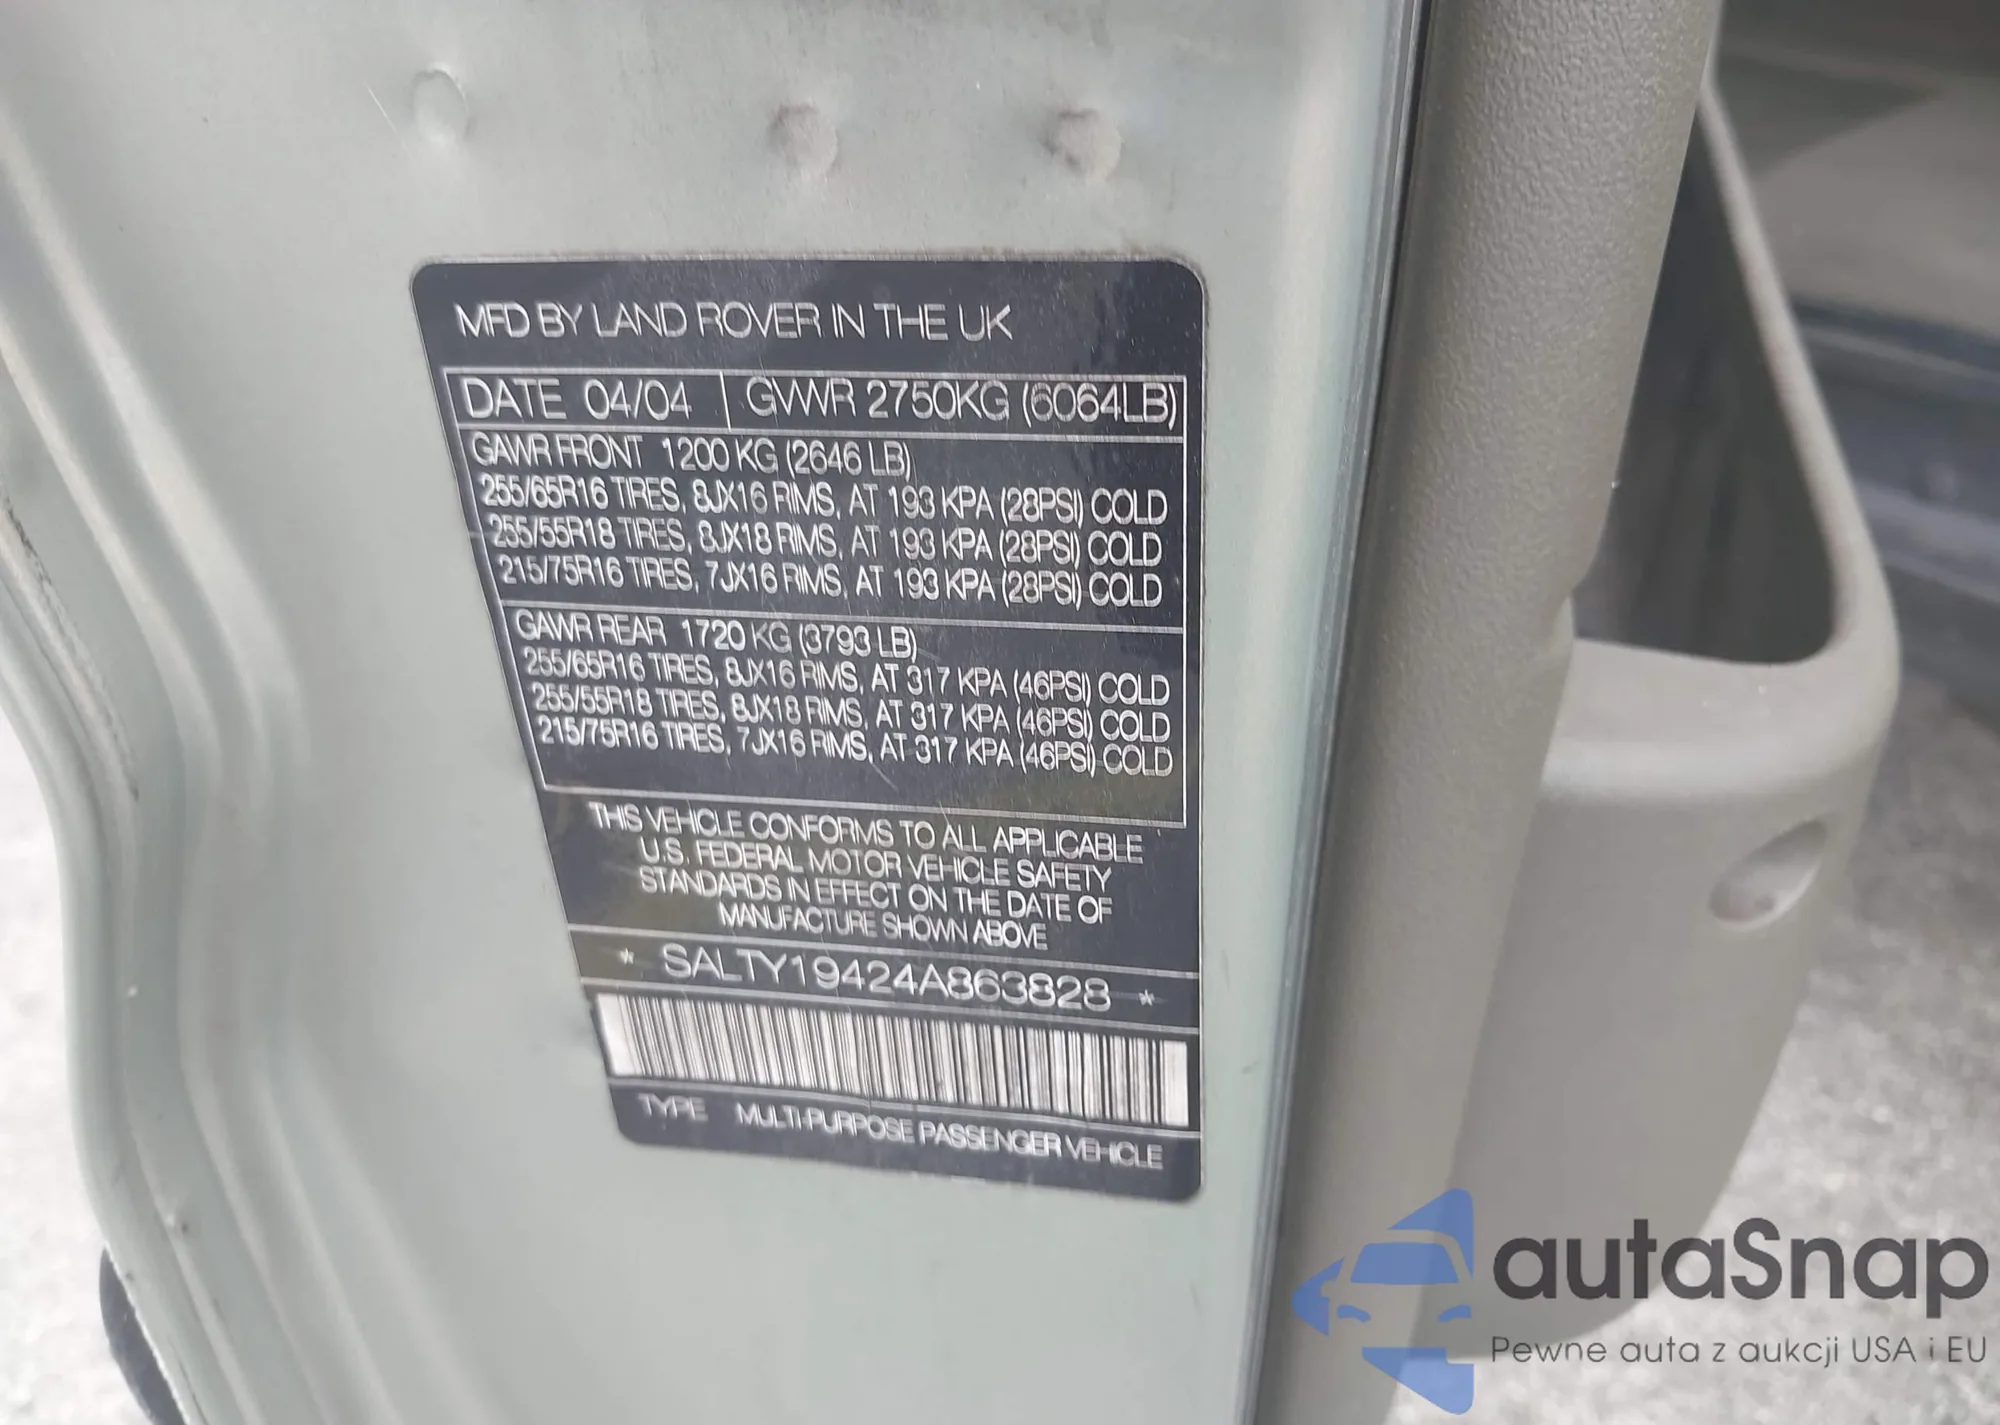 MFD BY LAND ROVER IN THE UK
DATE 04/04 GVWR 2750KG (6064LB)
GAWR FRONT 1200 KG (2646 LB)
255/65R16 TIRES, 8JX16 RIMS, AT 193 KPA (28PSI) COLD
255/55R18 TIRES, 8JX18 RIMS, AT 193 KPA (28PSI) COLD
215/75R16 TIRES, 7JX16 RIMS, AT 193 KPA (28PSI) COLD
GAWR REAR 1720 KG (3793 LB)
255/65R16 TIRES, 8JX16 RIMS, AT 317 KPA (46PSI) COLD
255/55R18 TIRES, 8JX18 RIMS, AT 317 KPA (46PSI) COLD
215/75R16 TIRES, 7JX16 RIMS, AT 317 KPA (46PSI) COLD
THIS VEHICLE CONFORMS TO ALL APPLICABLE
U.S. FEDERAL MOTOR VEHICLE SAFETY
STANDARDS IN EFFECT ON THE DATE OF
MANUFACTURE SHOWN ABOVE
* SALTY19424A863828 *
TYPE MULTI-PURPOSE PASSENGER VEHICLE
autaSnap
Pewne auta z aukcji USA i EU